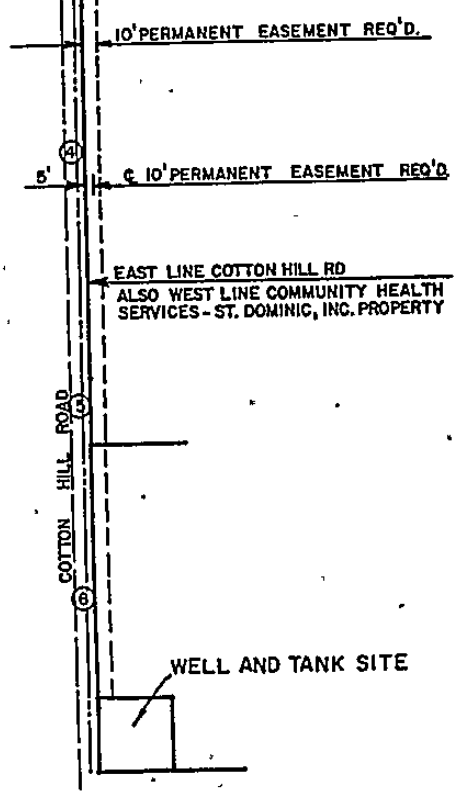 10' PERMANENT EASEMENT REQ'D.
4
5'
℄ 10' PERMANENT EASEMENT REQ'D
EAST LINE COTTON HILL RD
ALSO WEST LINE COMMUNITY HEALTH
SERVICES - ST. DOMINIC, INC. PROPERTY
5
COTTON HILL ROAD
6
WELL AND TANK SITE